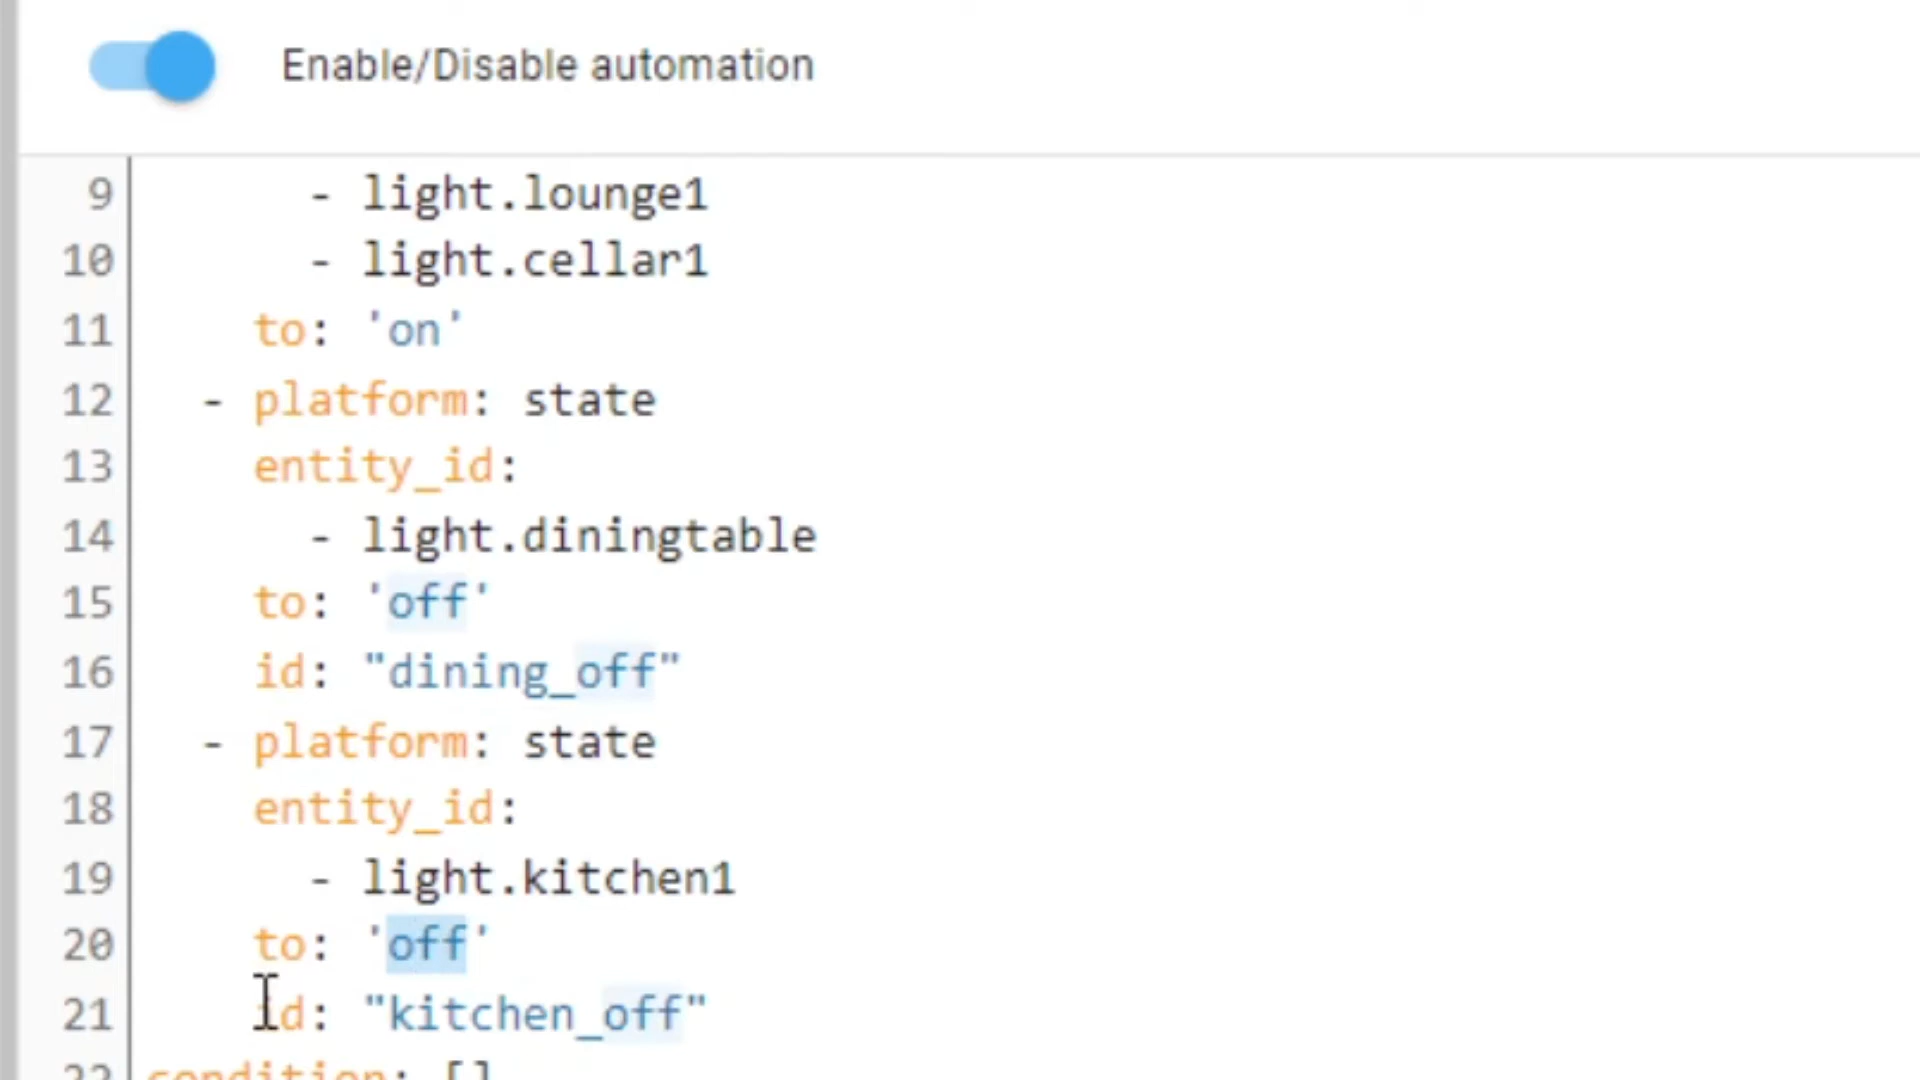 Enable/Disable automation
9 - light.lounge1
10 - light.cellar1
11 to: 'on'
12 - platform: state
13 entity_id:
14 - light.diningtable
15 to: 'off'
16 id: "dining_off"
17 - platform: state
18 entity_id:
19 - light.kitchen1
20 to: 'off'
21 id: "kitchen_off"
22 condition: []